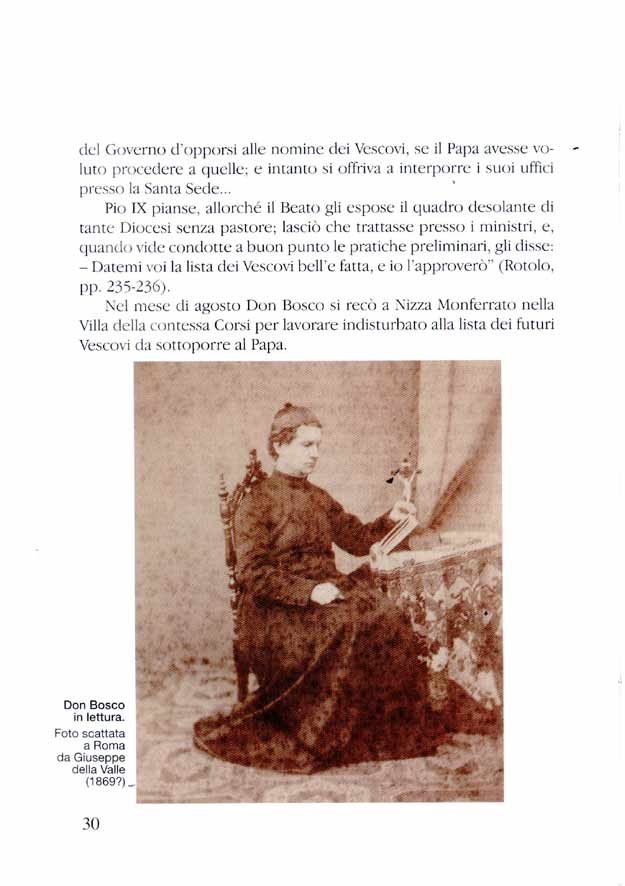 del Governo d'opporsi alle nomine dei Vescovi, se il Papa avesse vo-
luto procedere a quelle; e intanto si offriva a interporre i suoi uffici
presso la Santa Sede...
Pio IX pianse, allorché il Beato gli espose il quadro desolante di
tante Diocesi senza pastore; lasciò che trattasse presso i ministri, e,
quando vide condotte a buon punto le pratiche preliminari, gli disse:
– Datemi voi la lista dei Vescovi bell'e fatta, e io l'approverò" (Rotolo,
pp. 235-236).
Nel mese di agosto Don Bosco si recò a Nizza Monferrato nella
Villa della contessa Corsi per lavorare indisturbato alla lista dei futuri
Vescovi da sottoporre al Papa.
Don Bosco
in lettura.
Foto scattata
a Roma
da Giuseppe
della Valle
(1869?)
30